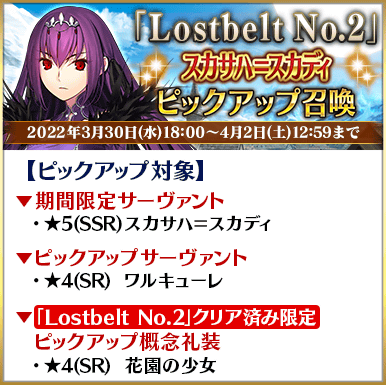 「Lostbelt No.2」
スカサハ＝スカディ
ピックアップ召喚
2022年3月30日(水)18:00～4月2日(土)12:59まで
【ピックアップ対象】
▼期間限定サーヴァント
・★5(SSR)スカサハ＝スカディ
▼ピックアップサーヴァント
・★4(SR) ワルキューレ
▼「Lostbelt No.2」クリア済み限定
ピックアップ概念礼装
・★4(SR) 花園の少女